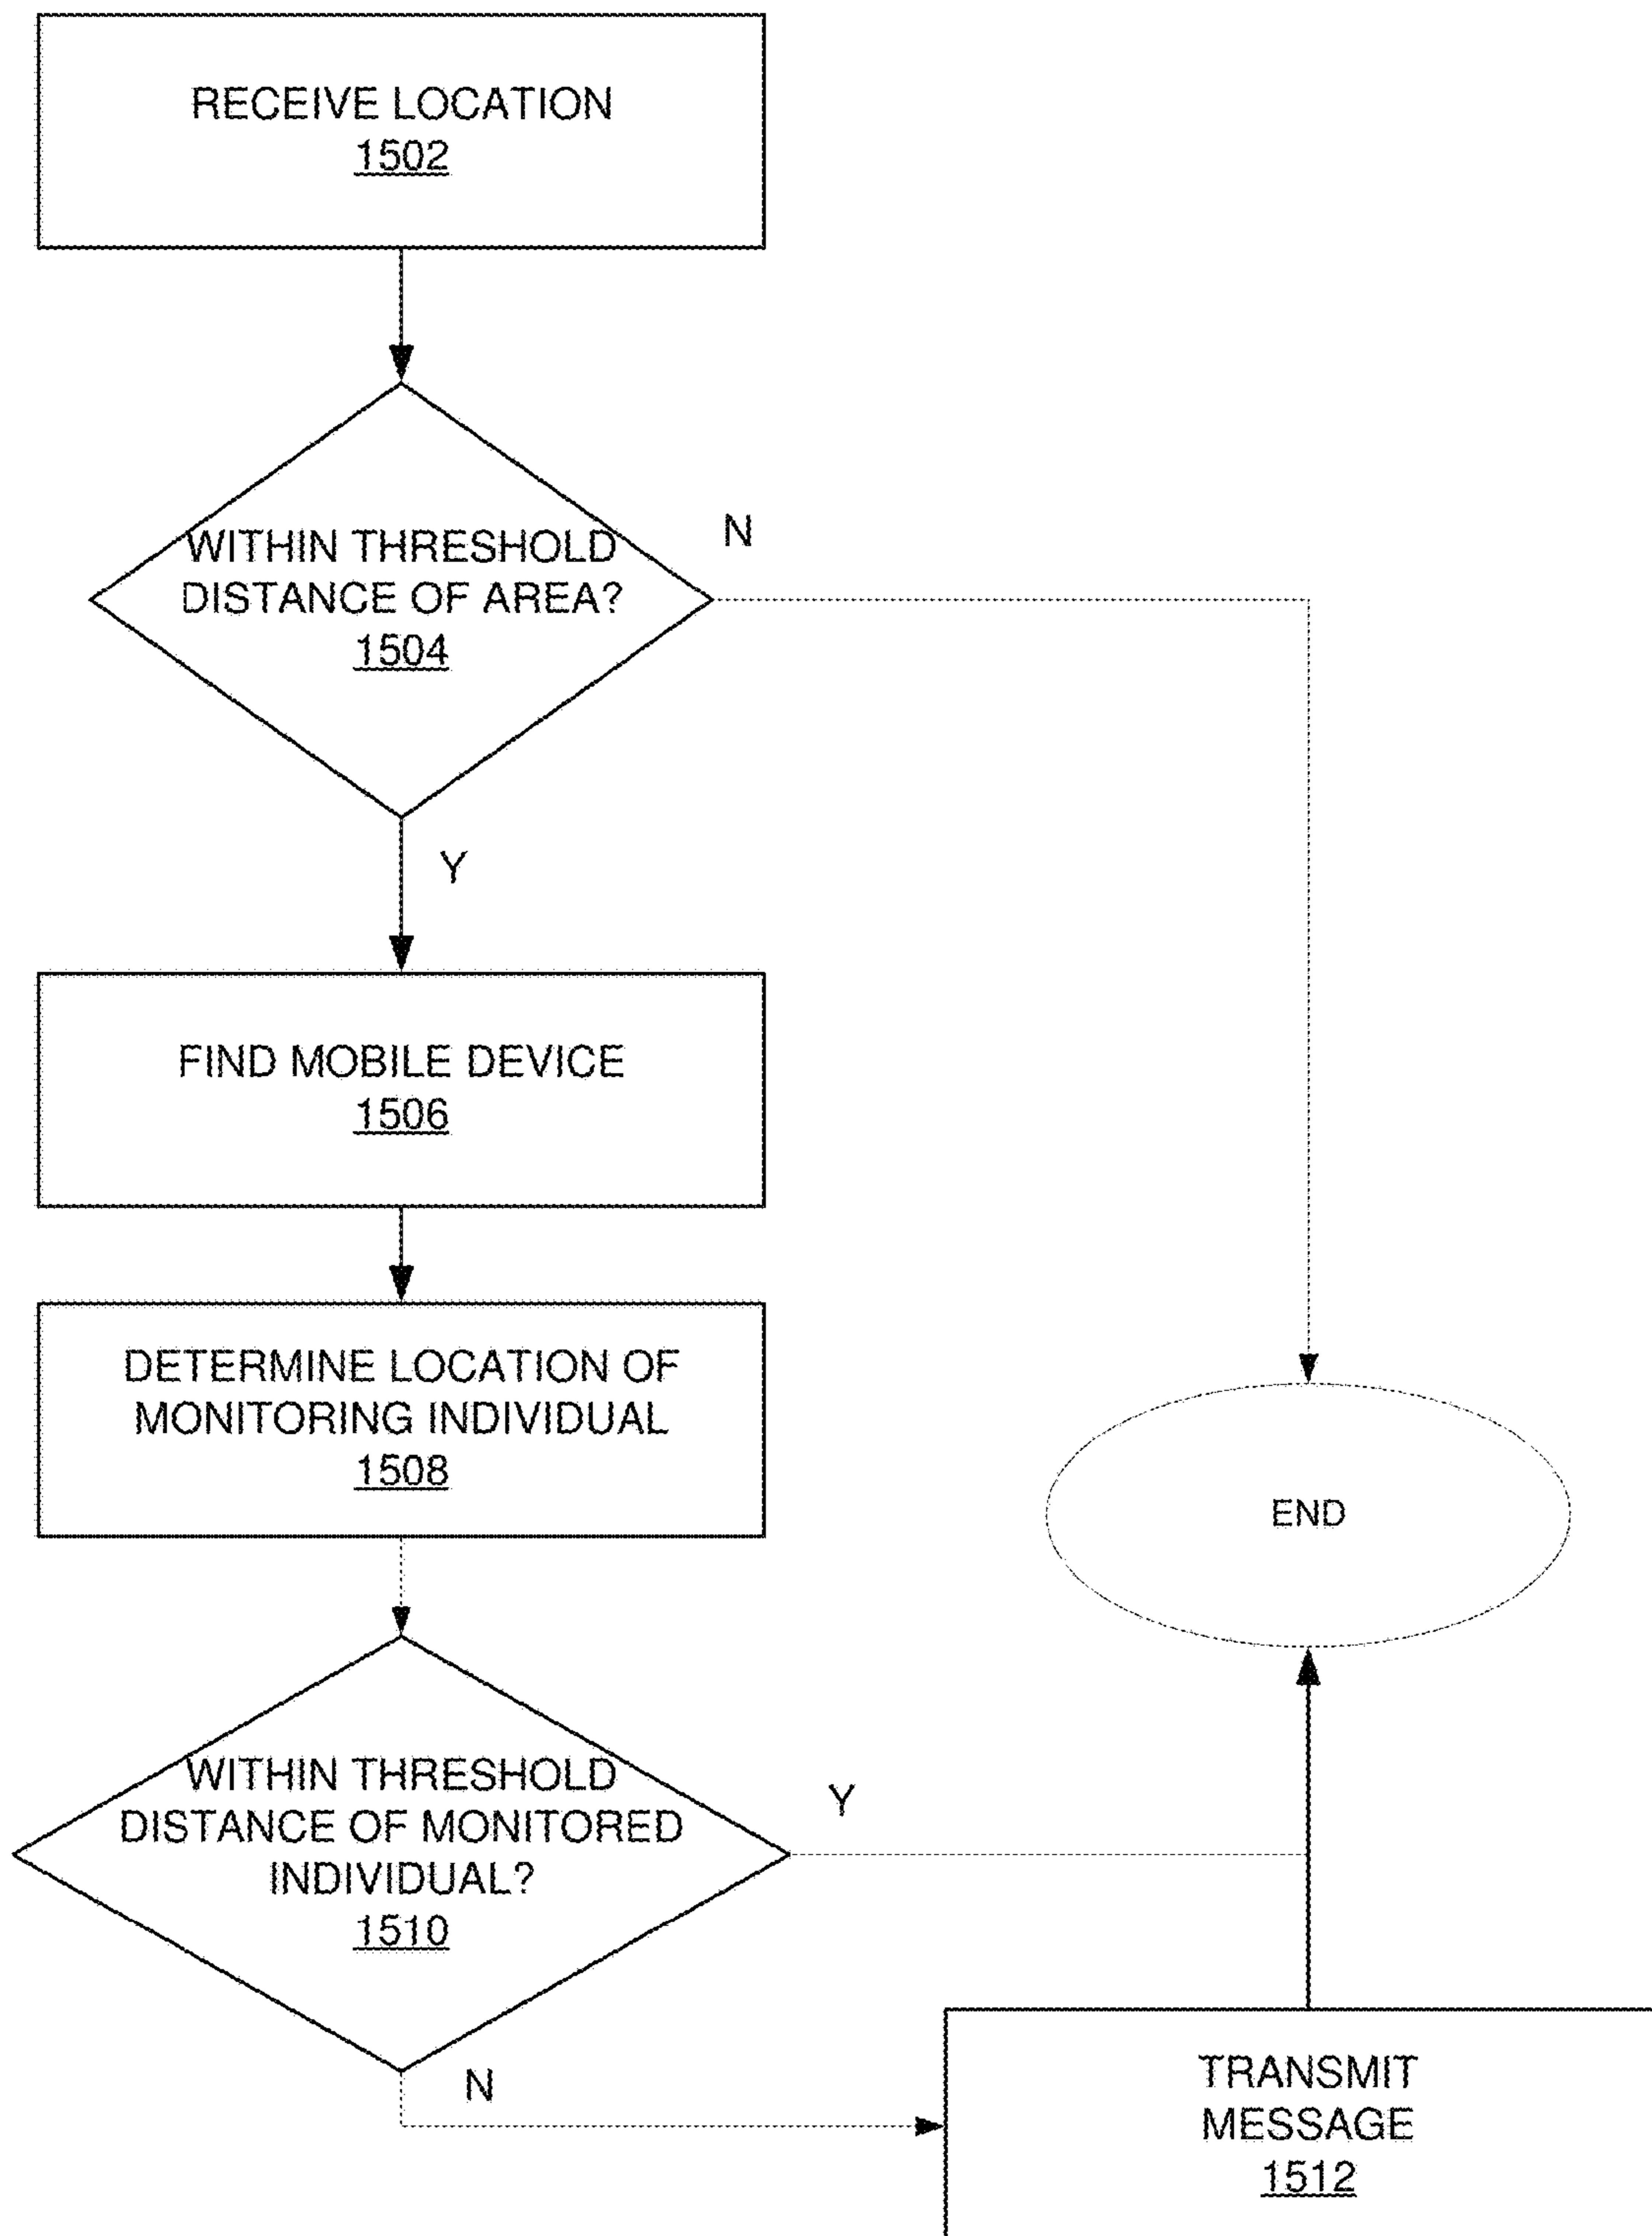 RECEIVE LOCATION
1502
WITHIN THRESHOLD
DISTANCE OF AREA?
1504
N
Y
FIND MOBILE DEVICE
1506
DETERMINE LOCATION OF
MONITORING INDIVIDUAL
1508
END
WITHIN THRESHOLD
DISTANCE OF MONITORED
INDIVIDUAL?
1510
Y
N
TRANSMIT
MESSAGE
1512